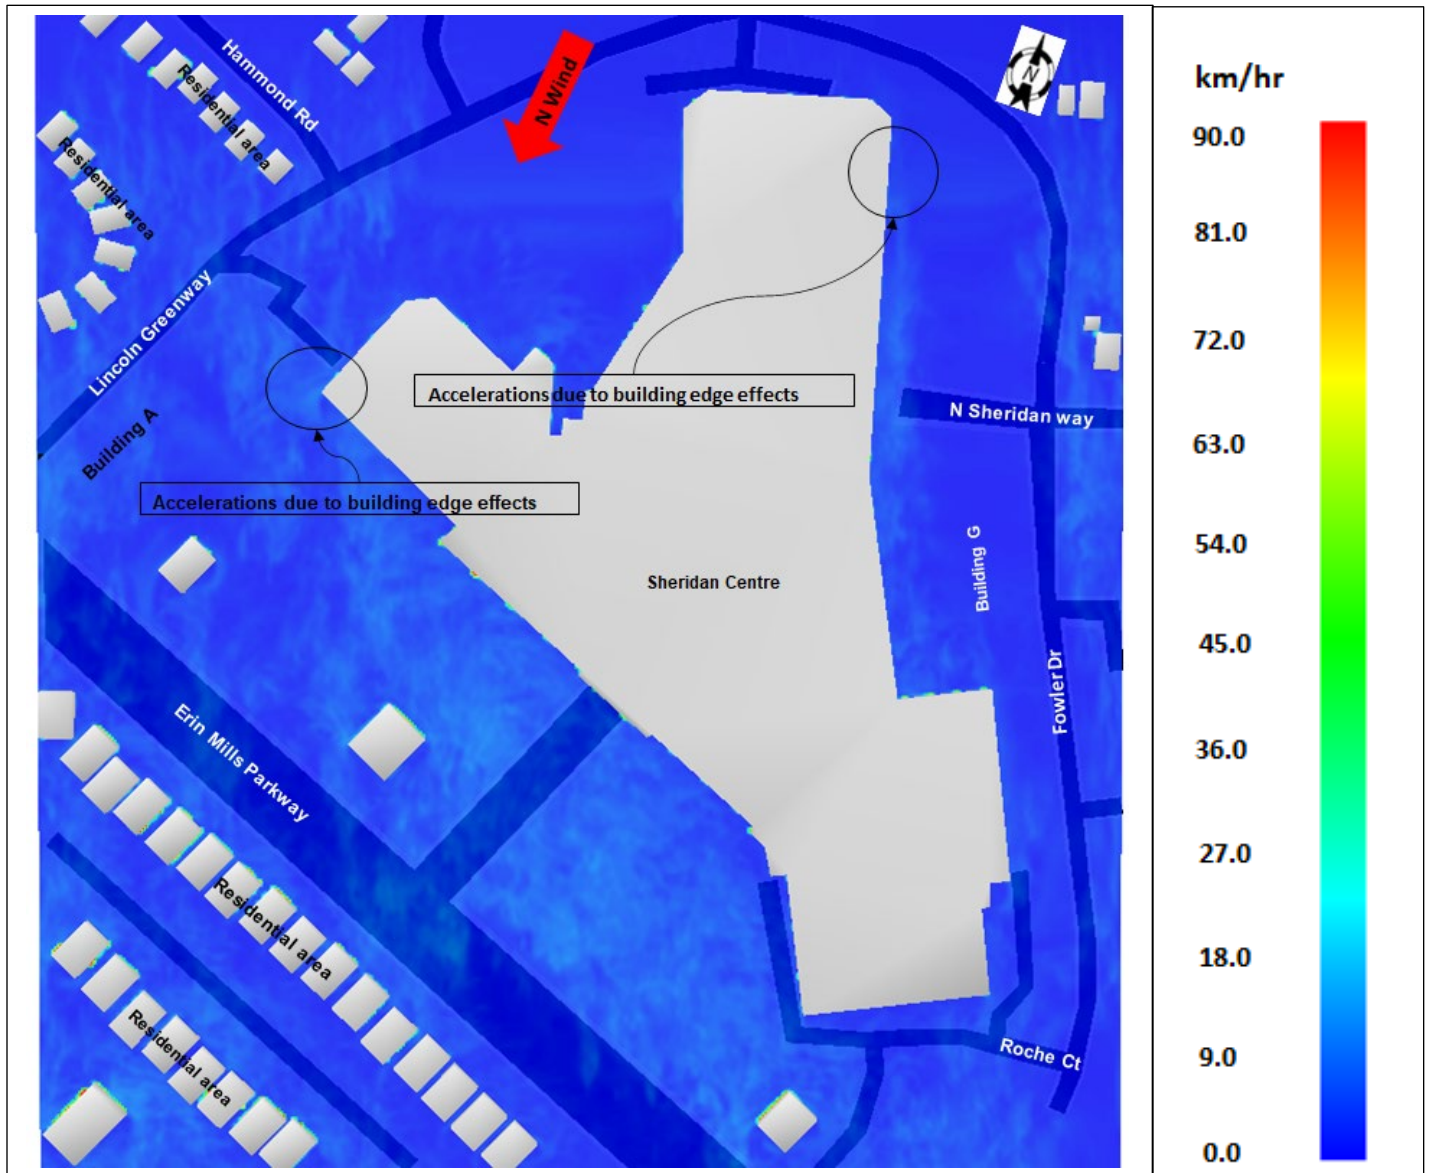 Hammond Rd
Residential area
Residential area
N Wind
N
Lincoln Greenway
Building A
Accelerations due to building edge effects
Accelerations due to building edge effects
N Sheridan way
Sheridan Centre
Building G
Fowler Dr
Erin Mills Parkway
Residential area
Residential area
Roche Ct
km/hr
90.0
81.0
72.0
63.0
54.0
45.0
36.0
27.0
18.0
9.0
0.0